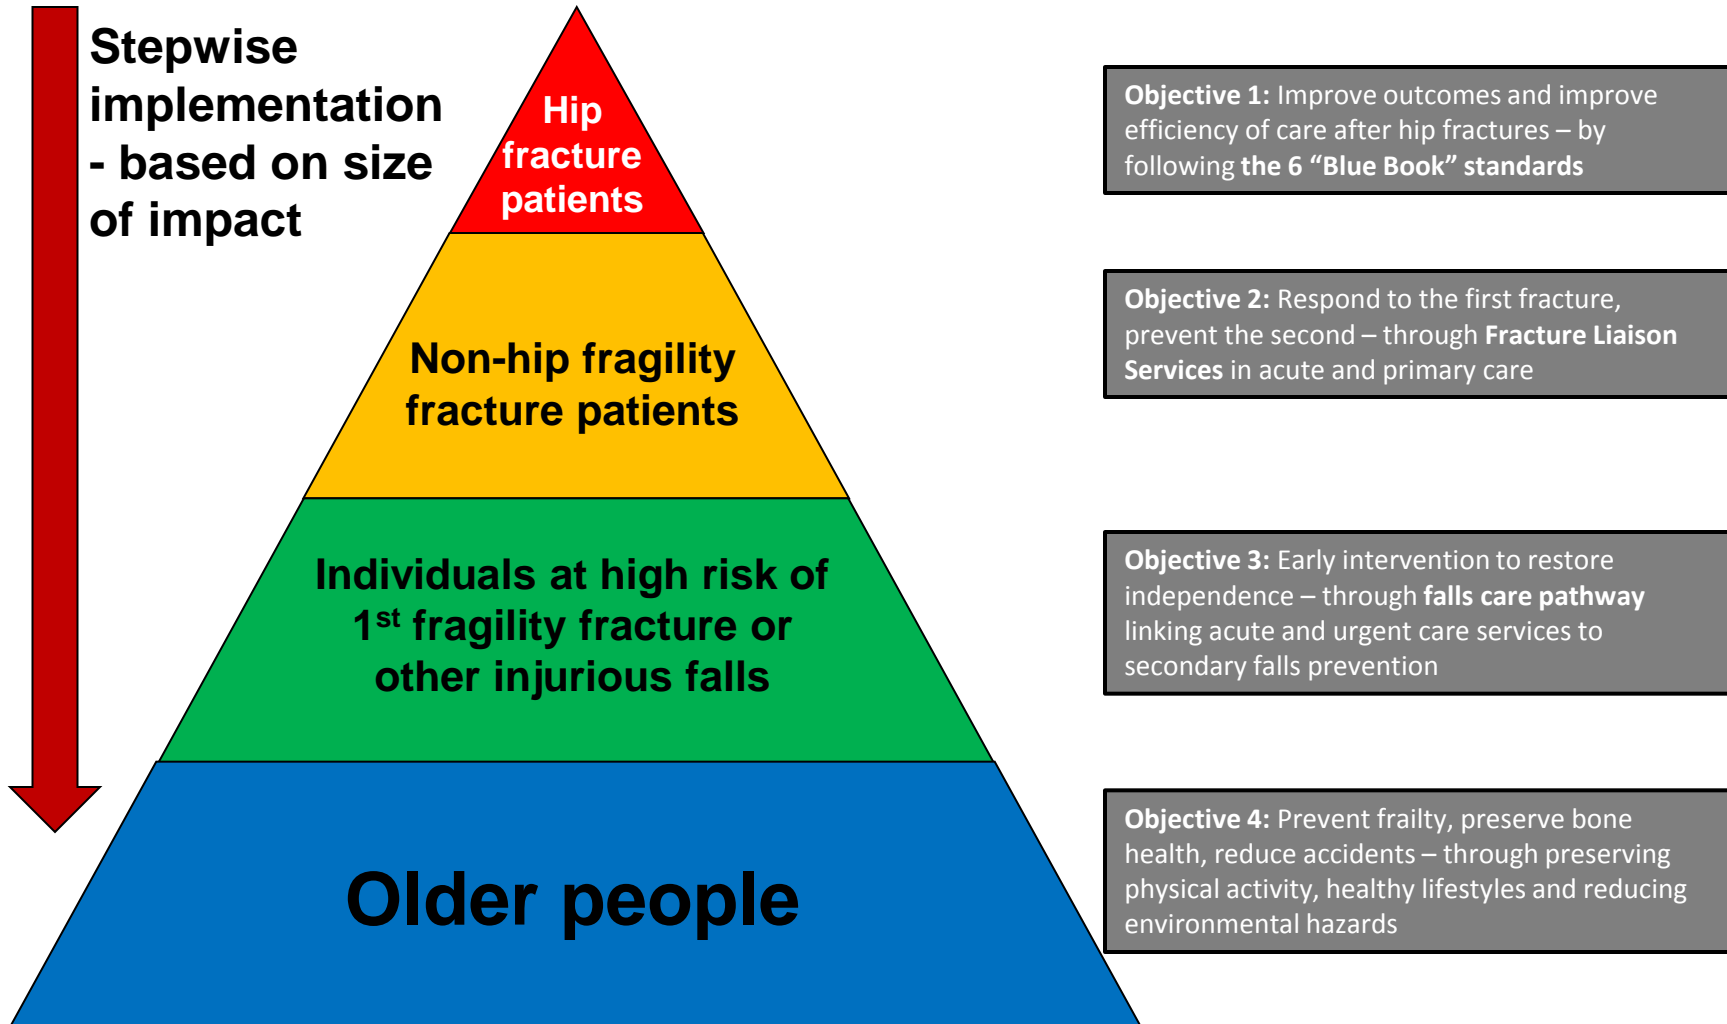 Stepwise
implementation
- based on size
of impact
Hip
fracture
patients
Non-hip fragility
fracture patients
Individuals at high risk of
1st fragility fracture or
other injurious falls
Older people
Objective 1: Improve outcomes and improve
efficiency of care after hip fractures – by
following the 6 “Blue Book” standards
Objective 2: Respond to the first fracture,
prevent the second – through Fracture Liaison
Services in acute and primary care
Objective 3: Early intervention to restore
independence – through falls care pathway
linking acute and urgent care services to
secondary falls prevention
Objective 4: Prevent frailty, preserve bone
health, reduce accidents – through preserving
physical activity, healthy lifestyles and reducing
environmental hazards